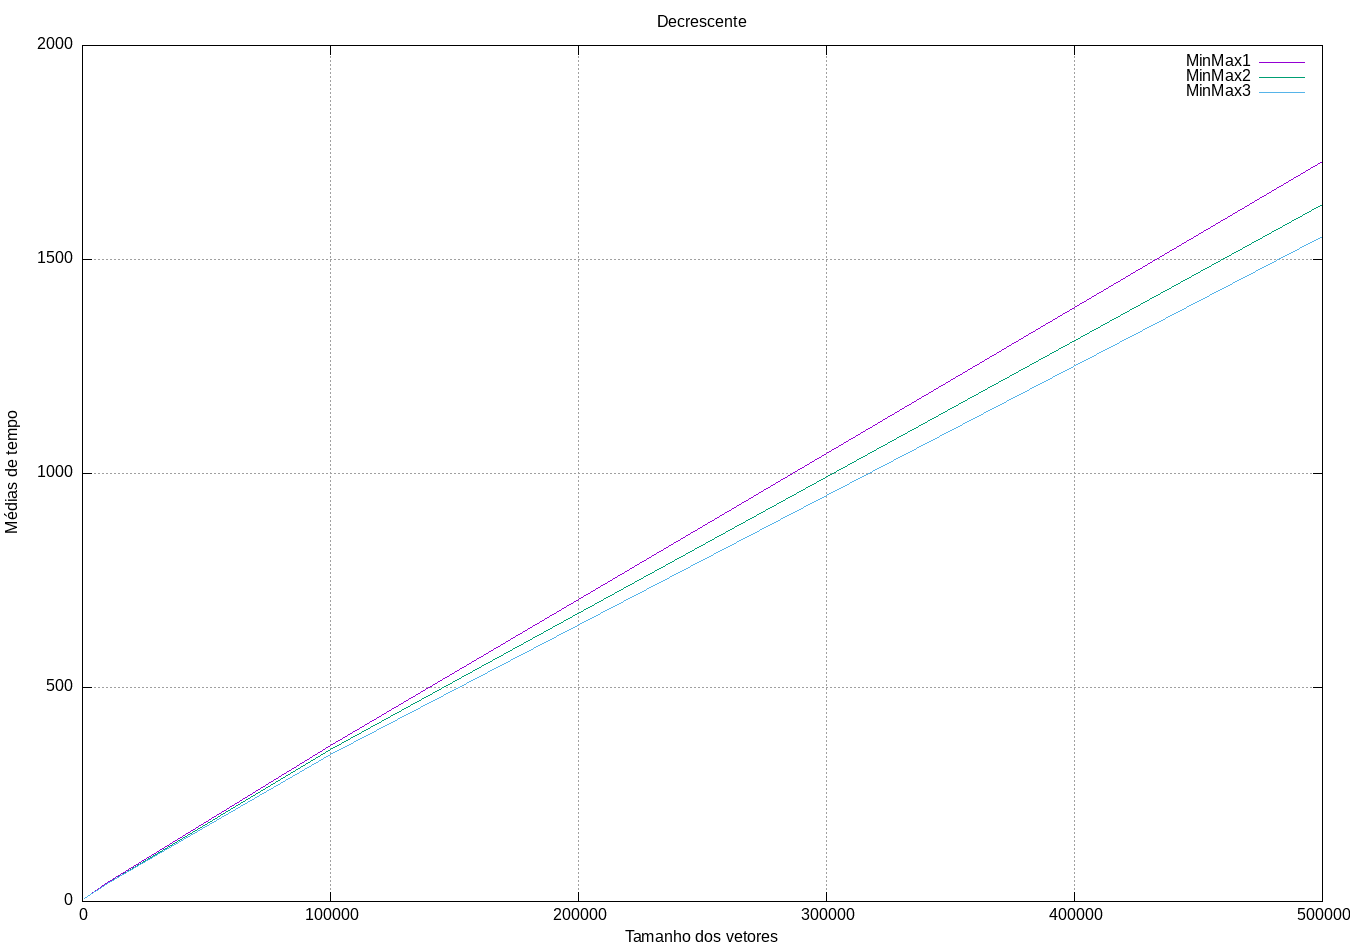 Decrescente
2000
1500
1000
500
0
MinMax1
MinMax2
MinMax3
Médias de tempo
0 100000 200000 300000 400000 500000
Tamanho dos vetores